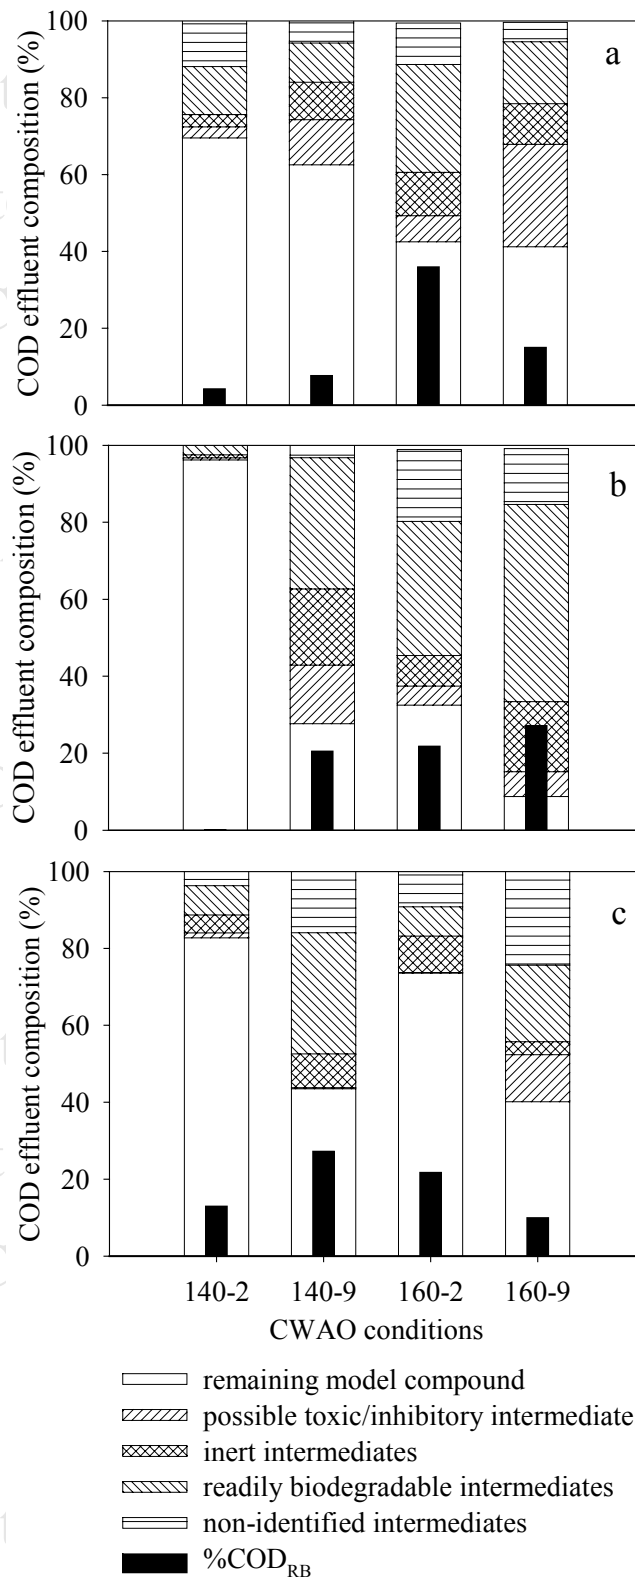 100
80
60
40
20
0
COD effluent composition (%)
a
100
80
60
40
20
0
COD effluent composition (%)
b
100
80
60
40
20
0
COD effluent composition (%)
c
140-2 140-9 160-2 160-9
CWAO conditions
remaining model compound
possible toxic/inhibitory intermediate
inert intermediates
readily biodegradable intermediates
non-identified intermediates
%COD_RB